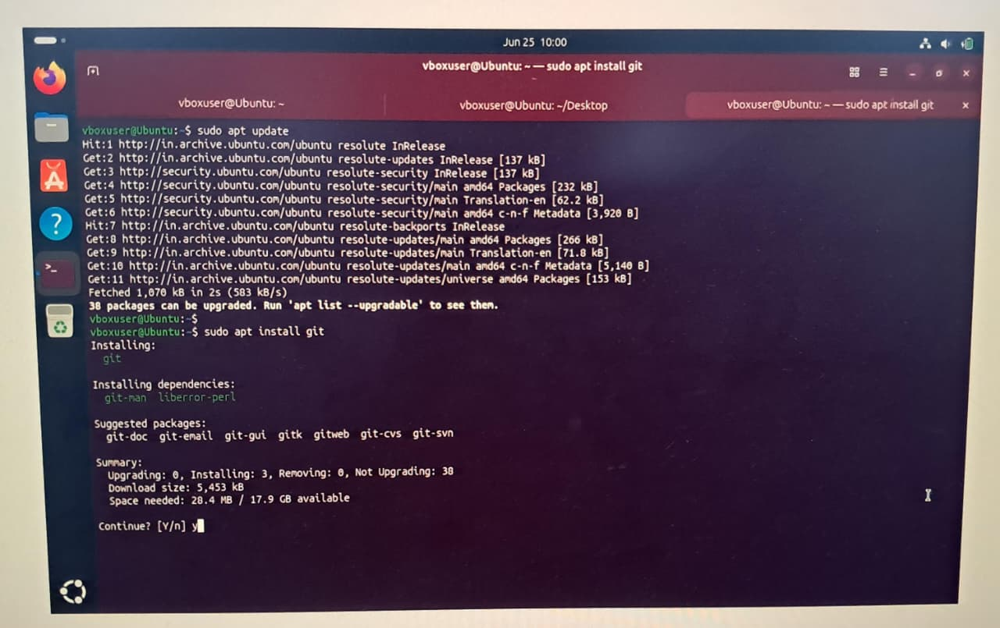 Jun 25 10:00
vboxuser@Ubuntu: ~ — sudo apt install git
vboxuser@Ubuntu: ~
vboxuser@Ubuntu: ~/Desktop
vboxuser@Ubuntu: ~ — sudo apt install git
vboxuser@Ubuntu:~$ sudo apt update
Hit:1 http://in.archive.ubuntu.com/ubuntu resolute InRelease
Get:2 http://in.archive.ubuntu.com/ubuntu resolute-updates InRelease [137 kB]
Get:3 http://security.ubuntu.com/ubuntu resolute-security InRelease [137 kB]
Get:4 http://security.ubuntu.com/ubuntu resolute-security/main amd64 Packages [232 kB]
Get:5 http://security.ubuntu.com/ubuntu resolute-security/main Translation-en [62.2 kB]
Get:6 http://security.ubuntu.com/ubuntu resolute-security/main amd64 c-n-f Metadata [3,920 B]
Hit:7 http://in.archive.ubuntu.com/ubuntu resolute-backports InRelease
Get:8 http://in.archive.ubuntu.com/ubuntu resolute-updates/main amd64 Packages [266 kB]
Get:9 http://in.archive.ubuntu.com/ubuntu resolute-updates/main Translation-en [71.8 kB]
Get:10 http://in.archive.ubuntu.com/ubuntu resolute-updates/main amd64 c-n-f Metadata [5,140 B]
Get:11 http://in.archive.ubuntu.com/ubuntu resolute-updates/universe amd64 Packages [153 kB]
Fetched 1,070 kB in 2s (583 kB/s)
38 packages can be upgraded. Run 'apt list --upgradable' to see them.
vboxuser@Ubuntu:~$
vboxuser@Ubuntu:~$ sudo apt install git
Installing:
git
Installing dependencies:
git-man liberror-perl
Suggested packages:
git-doc git-email git-gui gitk gitweb git-cvs git-svn
Summary:
Upgrading: 0, Installing: 3, Removing: 0, Not Upgrading: 38
Download size: 5,453 kB
Space needed: 28.4 MB / 17.9 GB available
Continue? [Y/n] y